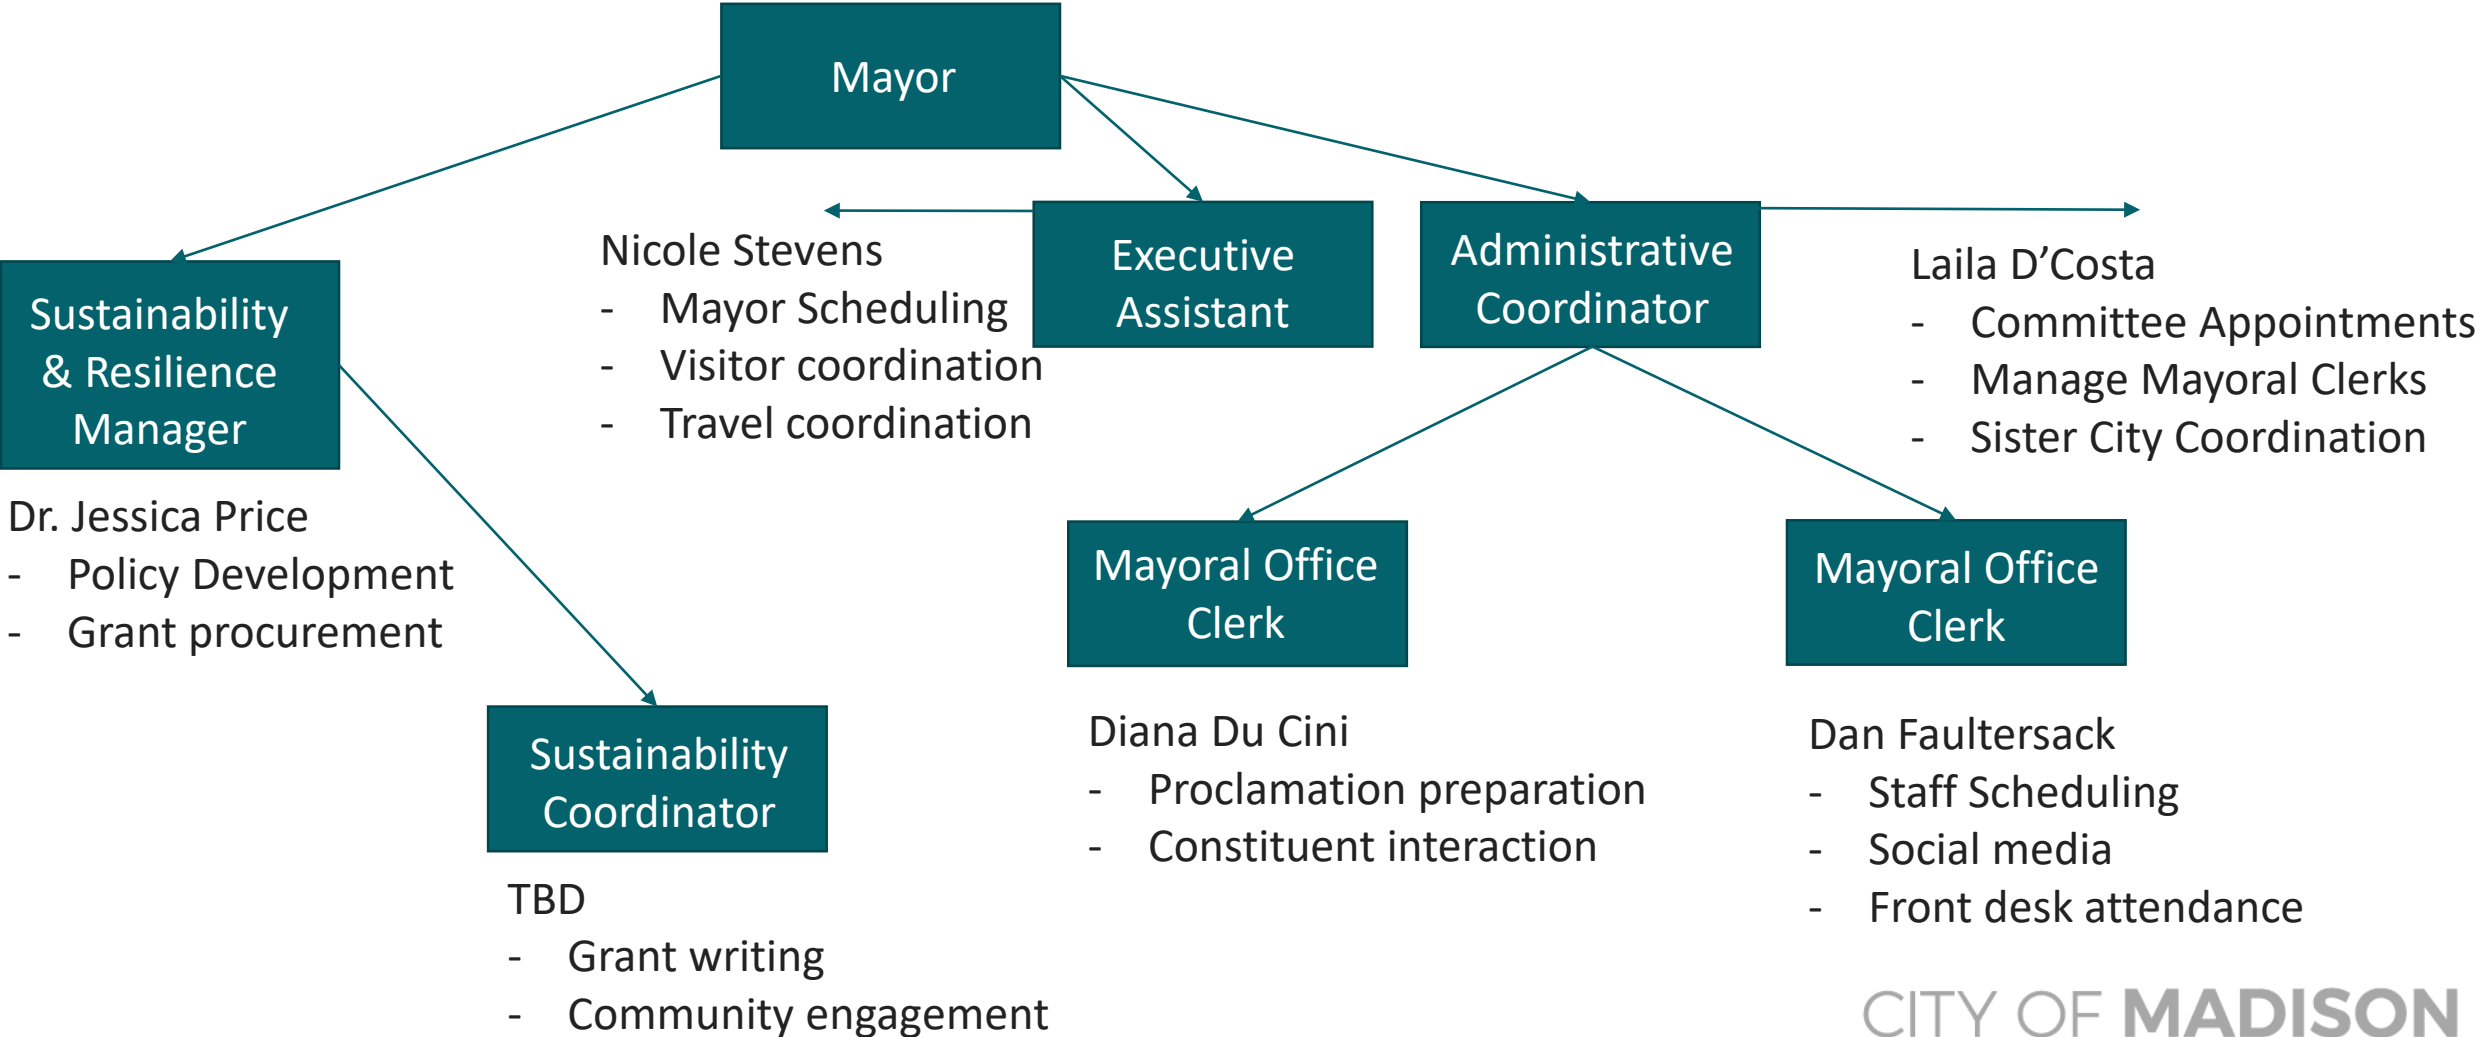 Mayor
Nicole Stevens
- Mayor Scheduling
- Visitor coordination
- Travel coordination
Executive
Assistant
Administrative
Coordinator
Laila D’Costa
- Committee Appointments
- Manage Mayoral Clerks
- Sister City Coordination
Sustainability
& Resilience
Manager
Dr. Jessica Price
- Policy Development
- Grant procurement
Mayoral Office
Clerk
Mayoral Office
Clerk
Sustainability
Coordinator
TBD
- Grant writing
- Community engagement
Diana Du Cini
- Proclamation preparation
- Constituent interaction
Dan Faultersack
- Staff Scheduling
- Social media
- Front desk attendance
CITY OF MADISON